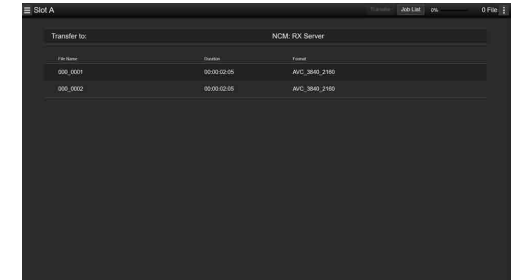 Slot A Transfer Job List 0% 0 File
Transfer to: NCM: RX Server
File Name Duration Format
000_0001 00:00:02:05 AVC_3840_2160
000_0002 00:00:02:05 AVC_3840_2160